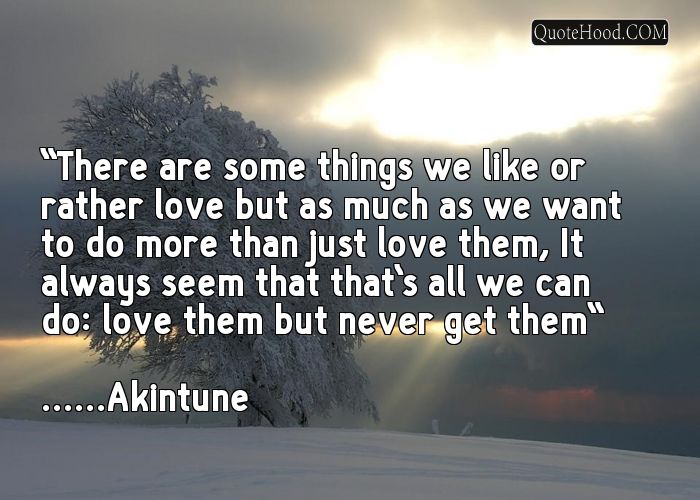 QuoteHood.COM
“There are some things we like or
rather love but as much as we want
to do more than just love them, It
always seem that that‘s all we can
do: love them but never get them“
......Akintune